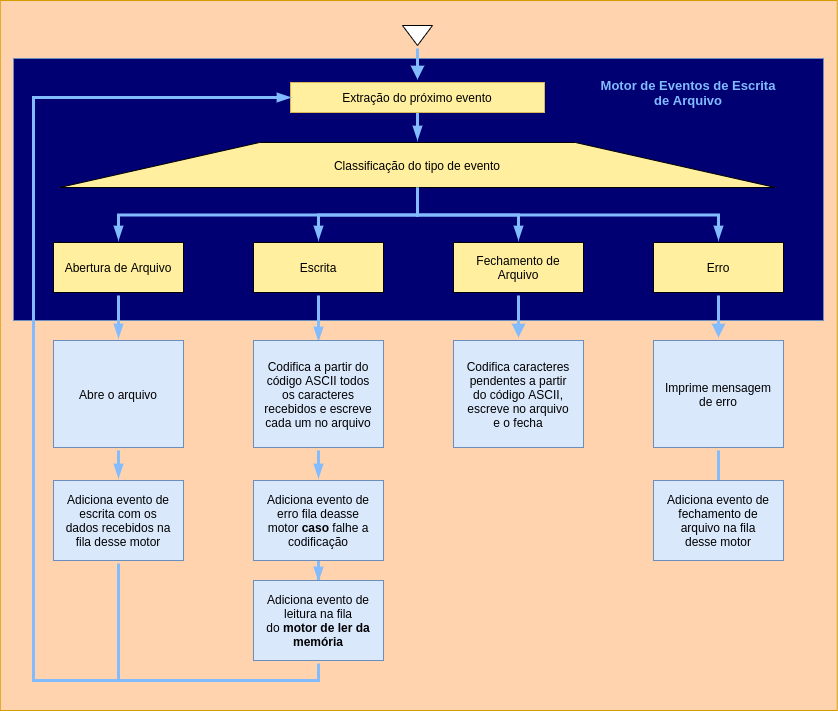 Motor de Eventos de Escrita
de Arquivo
Extração do próximo evento
Classificação do tipo de evento
Abertura de Arquivo
Escrita
Fechamento de
Arquivo
Erro
Abre o arquivo
Codifica a partir do
código ASCII todos
os caracteres
recebidos e escreve
cada um no arquivo
Codifica caracteres
pendentes a partir
do código ASCII,
escreve no arquivo
e o fecha
Imprime mensagem
de erro
Adiciona evento de
escrita com os
dados recebidos na
fila desse motor
Adiciona evento de
erro fila deasse
motor caso falhe a
codificação
Adiciona evento de
fechamento de
arquivo na fila
desse motor
Adiciona evento de
leitura na fila
do motor de ler da
memória